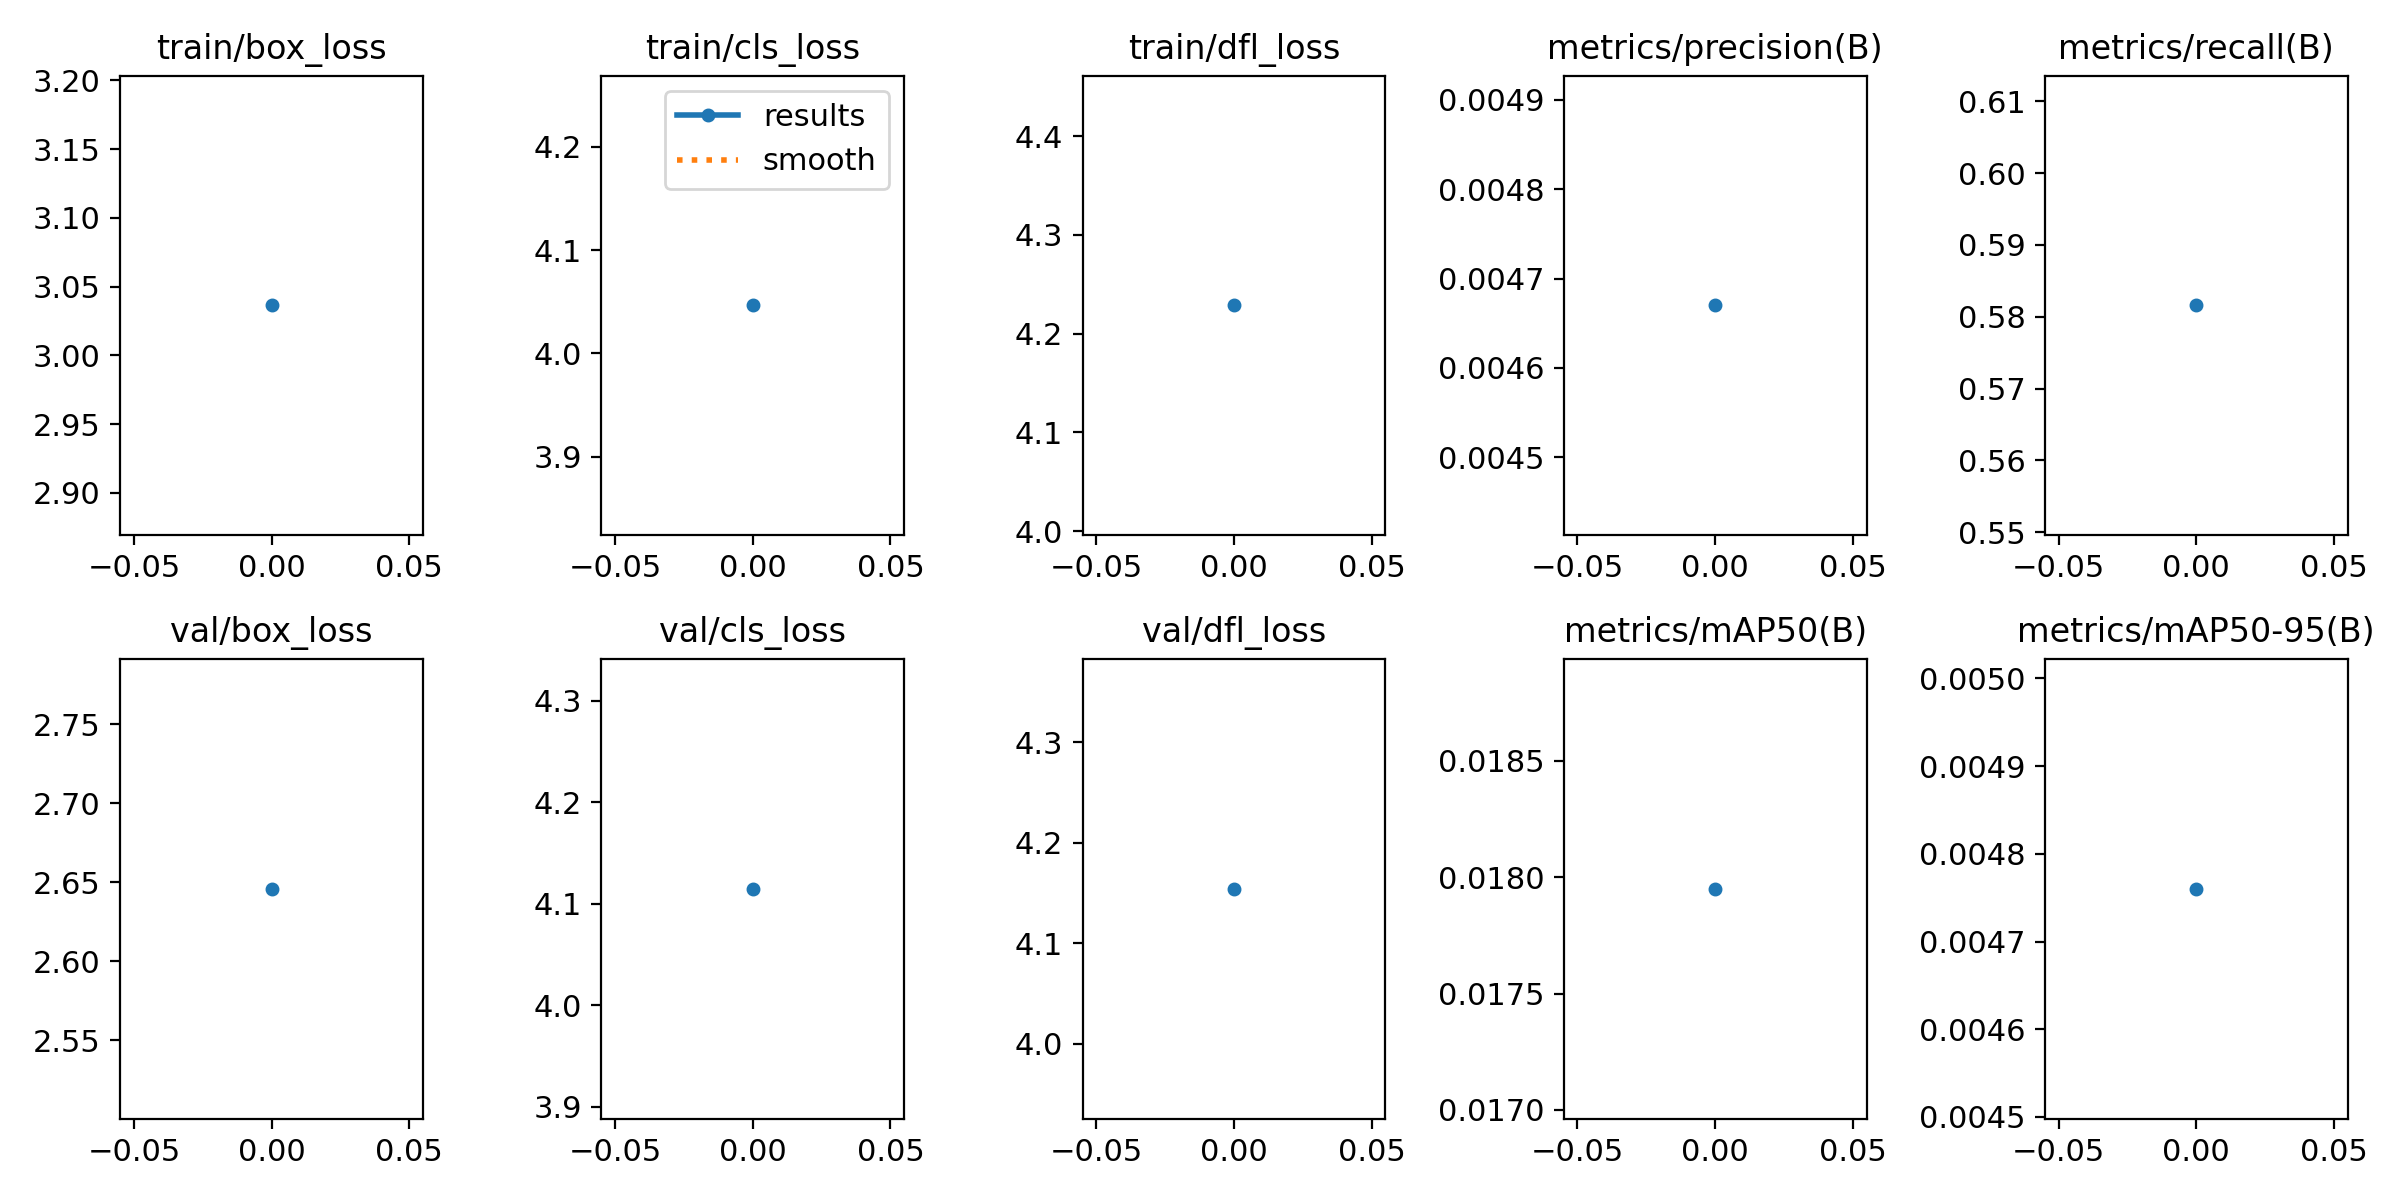 train/box_loss
3.20
3.15
3.10
3.05
3.00
2.95
2.90
−0.05 0.00 0.05
train/cls_loss
results
smooth
4.2
4.1
4.0
3.9
−0.05 0.00 0.05
train/dfl_loss
4.4
4.3
4.2
4.1
4.0
−0.05 0.00 0.05
metrics/precision(B)
0.0049
0.0048
0.0047
0.0046
0.0045
−0.05 0.00 0.05
metrics/recall(B)
0.61
0.60
0.59
0.58
0.57
0.56
0.55
−0.05 0.00 0.05
val/box_loss
2.75
2.70
2.65
2.60
2.55
−0.05 0.00 0.05
val/cls_loss
4.3
4.2
4.1
4.0
3.9
−0.05 0.00 0.05
val/dfl_loss
4.3
4.2
4.1
4.0
−0.05 0.00 0.05
metrics/mAP50(B)
0.0185
0.0180
0.0175
0.0170
−0.05 0.00 0.05
metrics/mAP50-95(B)
0.0050
0.0049
0.0048
0.0047
0.0046
0.0045
−0.05 0.00 0.05